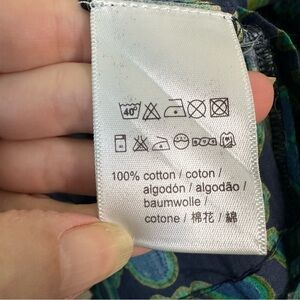 40°
100% cotton / coton /
algodón / algodão /
baumwolle /
cotone / 棉花 / 綿